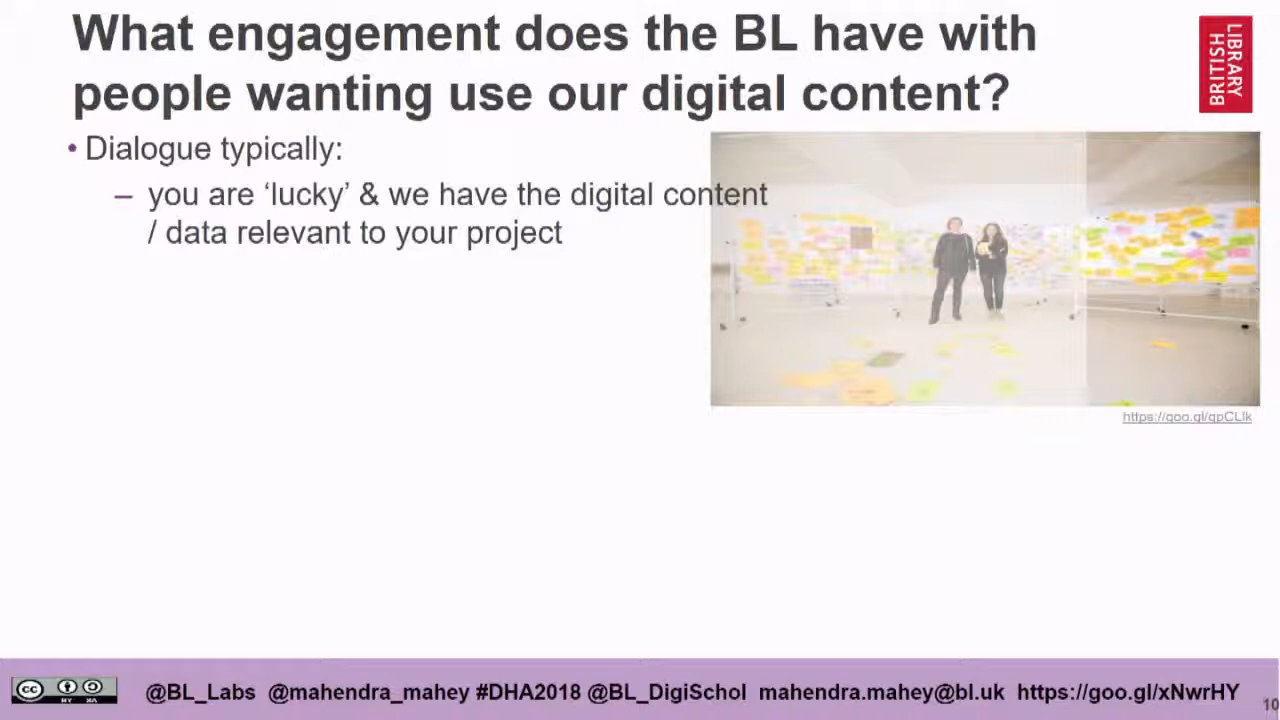 What engagement does the BL have with
people wanting use our digital content?
BRITISH
LIBRARY
• Dialogue typically:
– you are ‘lucky’ & we have the digital content
/ data relevant to your project
https://goo.gl/qpCLIk
cc
@BL_Labs @mahendra_mahey #DHA2018 @BL_DigiSchol mahendra.mahey@bl.uk https://goo.gl/xNwrHY
10